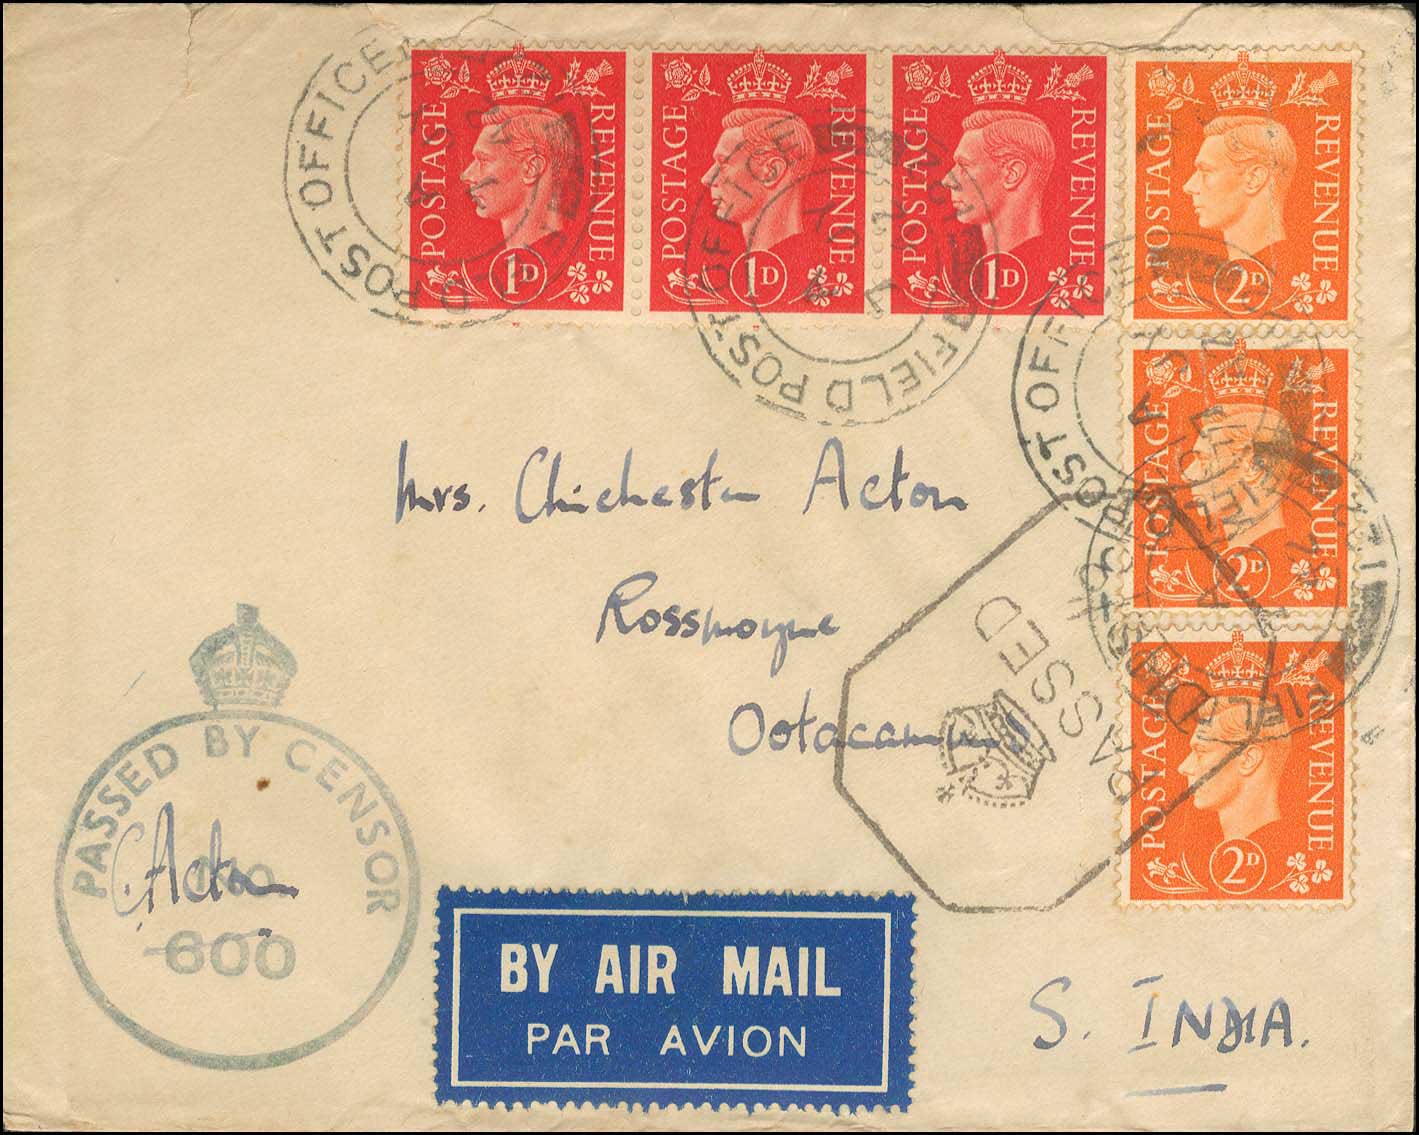 POSTAGE REVENUE 1D
POSTAGE REVENUE 1D
POSTAGE REVENUE 1D
POSTAGE REVENUE 2D
POSTAGE REVENUE 2D
POSTAGE REVENUE 2D
POST OFFICE
FIELD POST OFFICE
POST OFFICE
FIELD
Mrs. Chichester Acton
Rossmoyne
Ootacamund
PASSED
PASSED BY CENSOR
Acton
600
BY AIR MAIL
PAR AVION
S. INDIA.